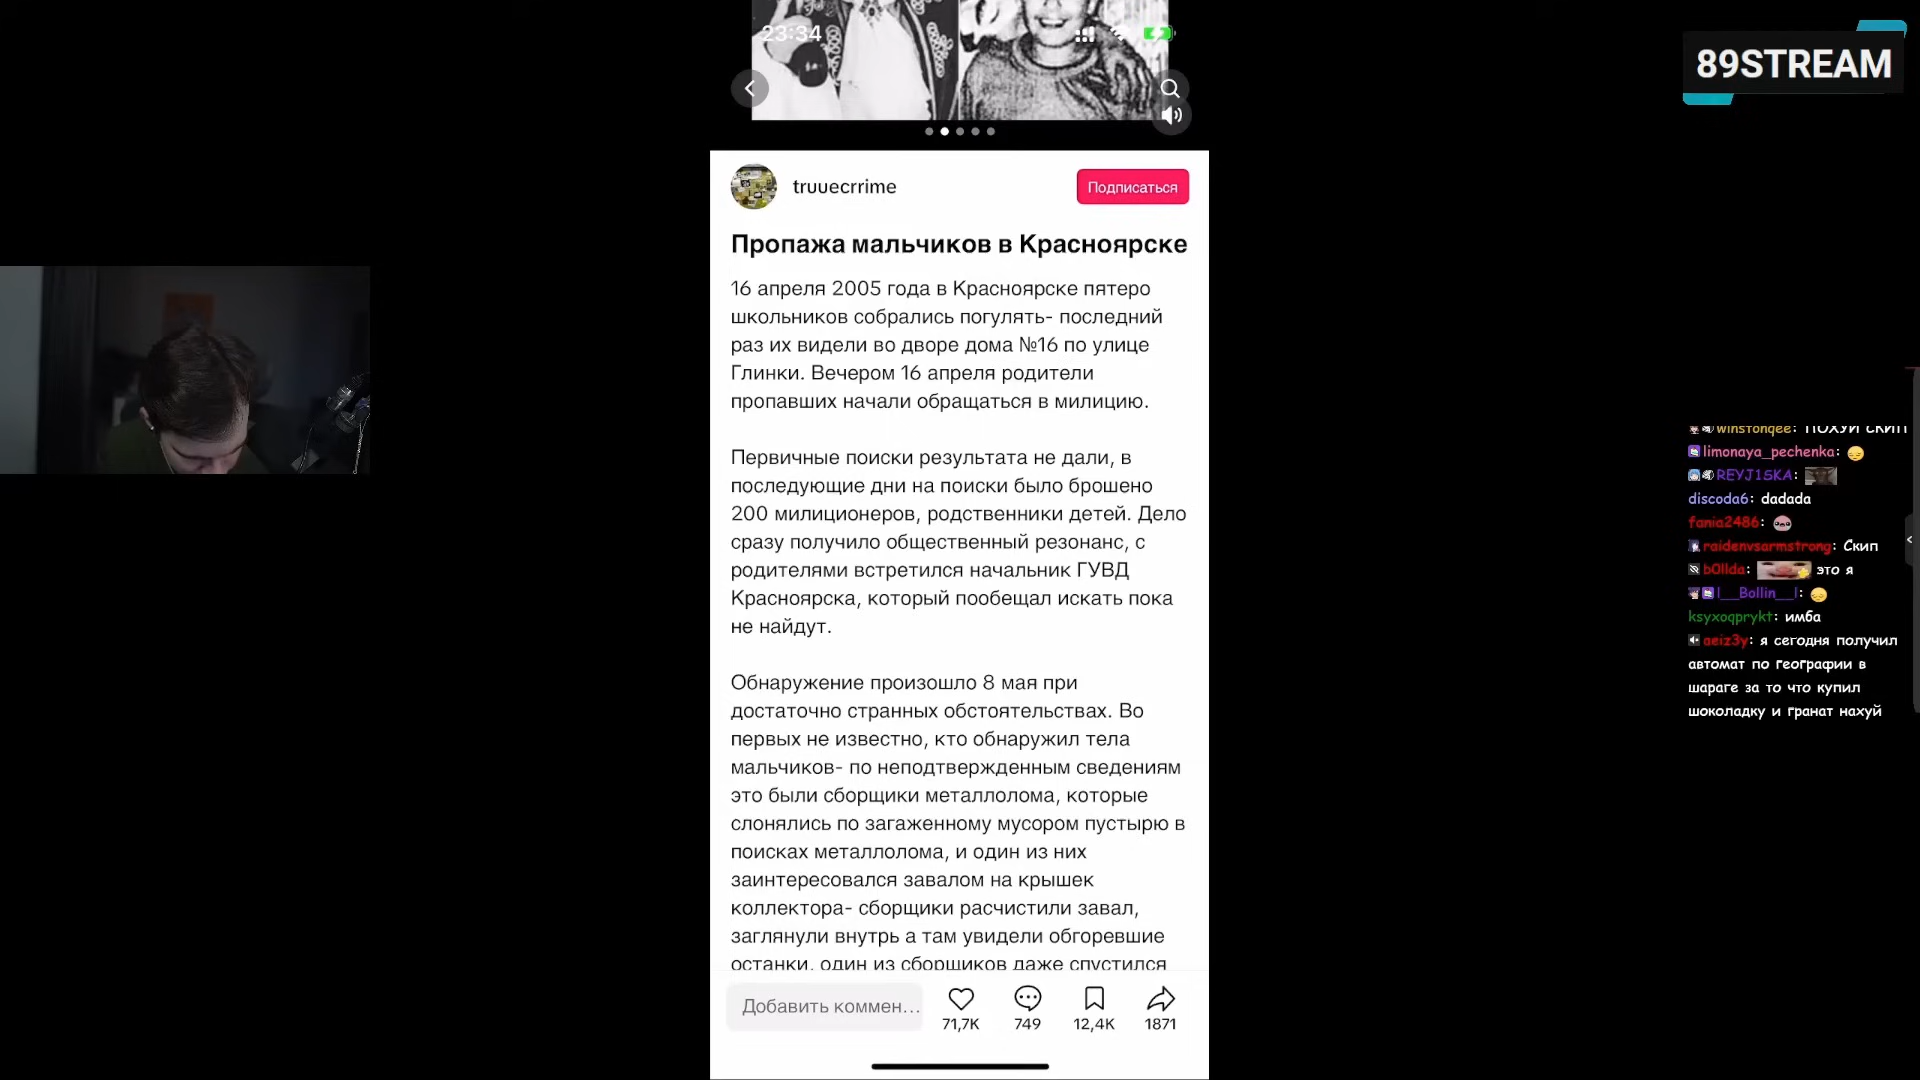 23:34
89STREAM
truuecrrime
Подписаться
Пропажа мальчиков в Красноярске
16 апреля 2005 года в Красноярске пятеро
школьников собрались погулять- последний
раз их видели во дворе дома №16 по улице
Глинки. Вечером 16 апреля родители
пропавших начали обращаться в милицию.
Первичные поиски результата не дали, в
последующие дни на поиски было брошено
200 милиционеров, родственники детей. Дело
сразу получило общественный резонанс, с
родителями встретился начальник ГУВД
Красноярска, который пообещал искать пока
не найдут.
Обнаружение произошло 8 мая при
достаточно странных обстоятельствах. Во
первых не известно, кто обнаружил тела
мальчиков- по неподтвержденным сведениям
это были сборщики металлолома, которые
слонялись по загаженному мусором пустырю в
поисках металлолома, и один из них
заинтересовался завалом на крышек
коллектора- сборщики расчистили завал,
заглянули внутрь а там увидели обгоревшие
останки, один из сборщиков даже спустился
Добавить коммен...
71,7K
749
12,4K
1871
winstonqee: ПОХУЙ СКИП
limonaya_pechenka:
REYJ1SKA:
discoda6: dadada
fania2486:
raidenvsarmstrong: Скип
b0llda: это я
l__Bollin__l:
ksyxoqprykt: имба
aeiz3y: я сегодня получил
автомат по географии в
шараге за то что купил
шоколадку и гранат нахуй